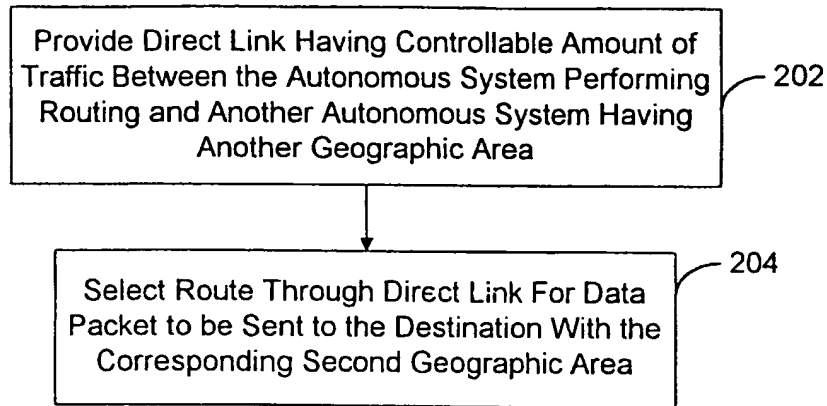 Provide Direct Link Having Controllable Amount of
Traffic Between the Autonomous System Performing
Routing and Another Autonomous System Having
Another Geographic Area
202
204
Select Route Through Direct Link For Data
Packet to be Sent to the Destination With the
Corresponding Second Geographic Area